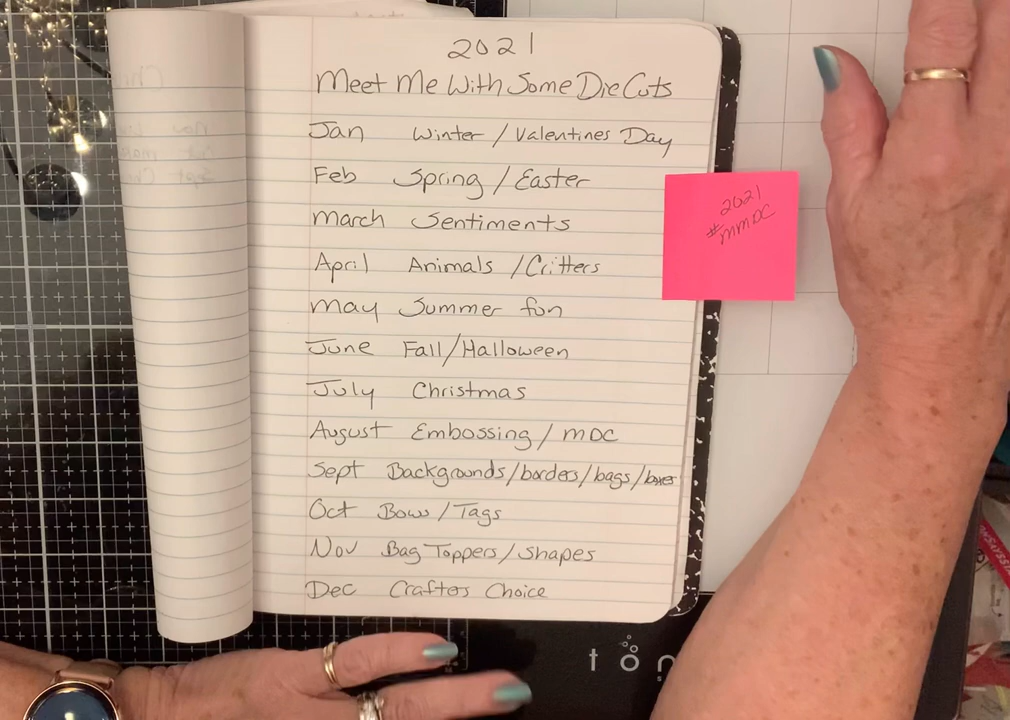 2021
Meet Me With Some Die Cuts
Jan Winter / Valentines Day
Feb Spring / Easter
March Sentiments
April Animals / Critters
May Summer fun
June Fall/Halloween
July Christmas
August Embossing / MDC
Sept Backgrounds/borders/bags/boxes
Oct Bows / Tags
Nov Bag Toppers / shapes
Dec Crafters Choice
2021
#mmDC